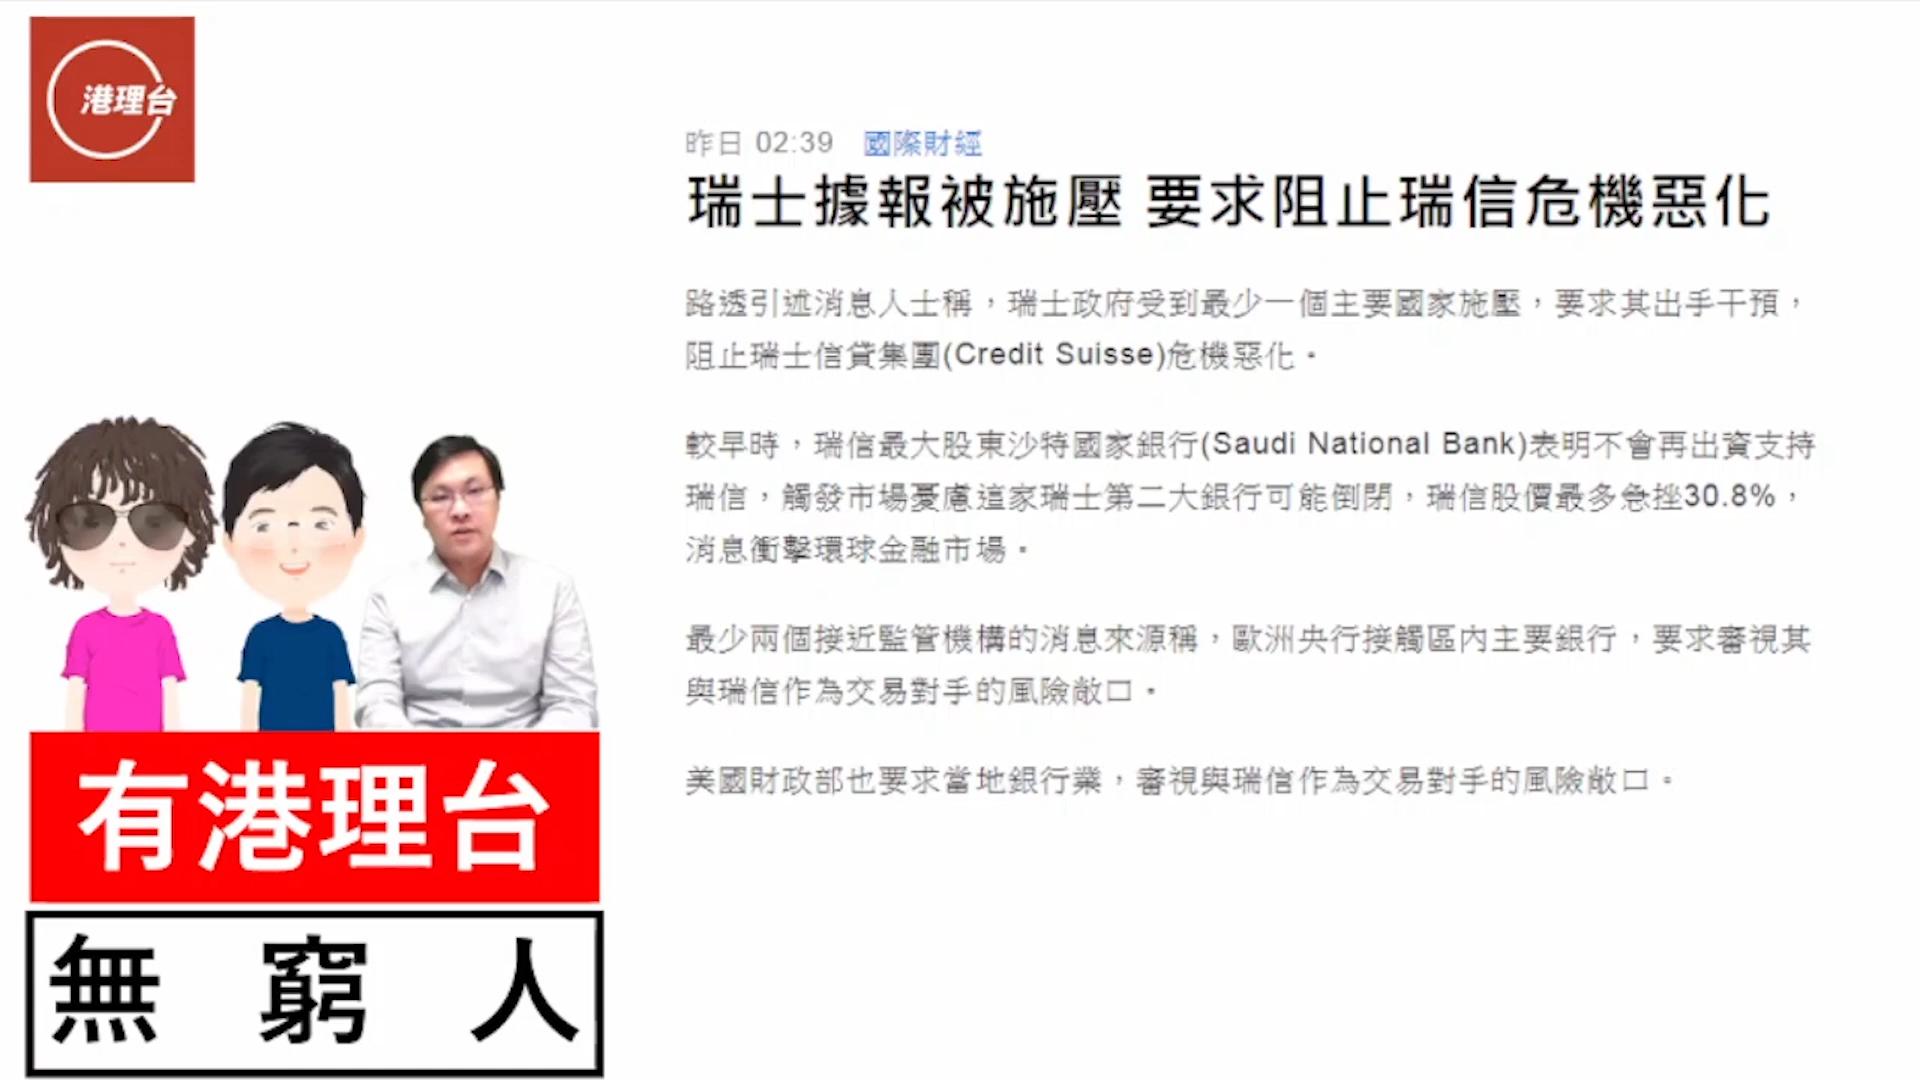 港理台
昨日 02:39 國際財經
瑞士據報被施壓 要求阻止瑞信危機惡化
路透引述消息人士稱，瑞士政府受到最少一個主要國家施壓，要求其出手干預，
阻止瑞士信貸集團(Credit Suisse)危機惡化。
較早時，瑞信最大股東沙特國家銀行(Saudi National Bank)表明不會再出資支持
瑞信，觸發市場憂慮這家瑞士第二大銀行可能倒閉，瑞信股價最多急挫30.8%，
消息衝擊環球金融市場。
最少兩個接近監管機構的消息來源稱，歐洲央行接觸區內主要銀行，要求審視其
與瑞信作為交易對手的風險敞口。
美國財政部也要求當地銀行業，審視與瑞信作為交易對手的風險敞口。
有港理台
無窮人